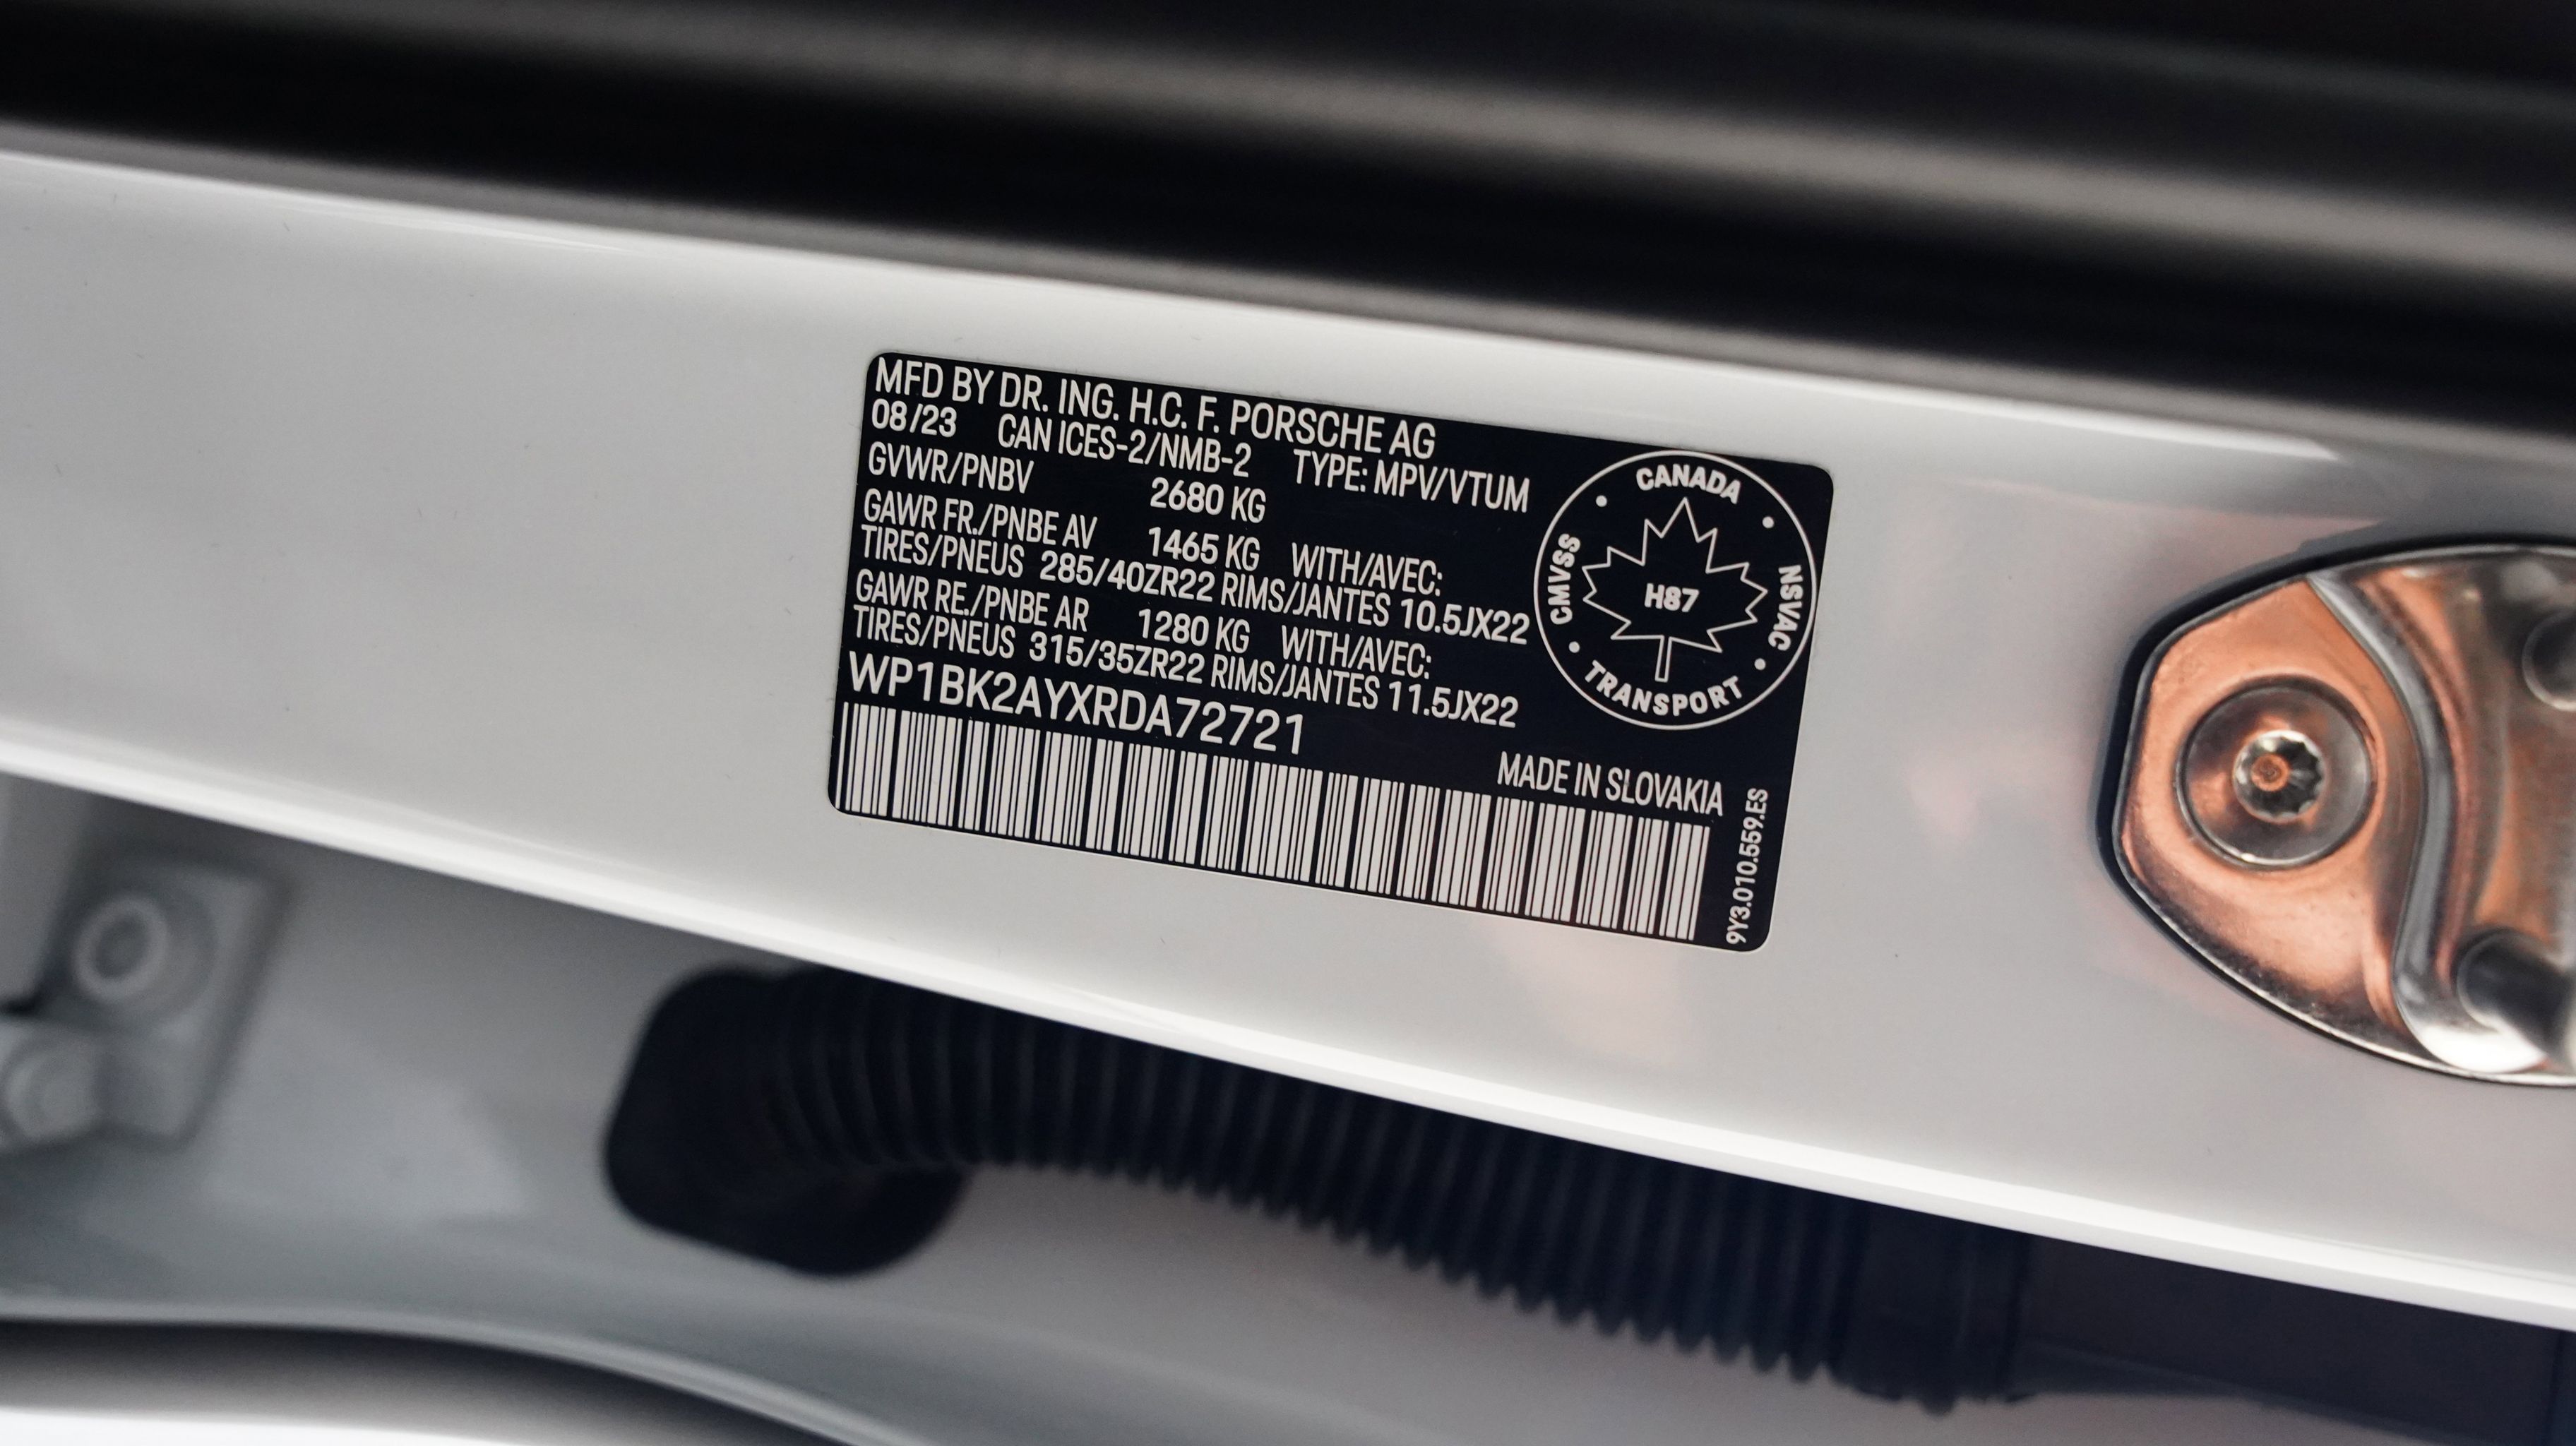 MFD BY DR. ING. H.C. F. PORSCHE AG
08/23 CAN ICES-2/NMB-2 TYPE: MPV/VTUM
GVWR/PNBV 2680 KG
GAWR FR./PNBE AV 1465 KG WITH/AVEC:
TIRES/PNEUS 285/40ZR22 RIMS/JANTES 10.5JX22
GAWR RE./PNBE AR 1280 KG WITH/AVEC:
TIRES/PNEUS 315/35ZR22 RIMS/JANTES 11.5JX22
WP1BK2AYXRDA72721
MADE IN SLOVAKIA
CANADA
CMVSS
H87
NSVAC
TRANSPORT
9Y3.010.559.ES